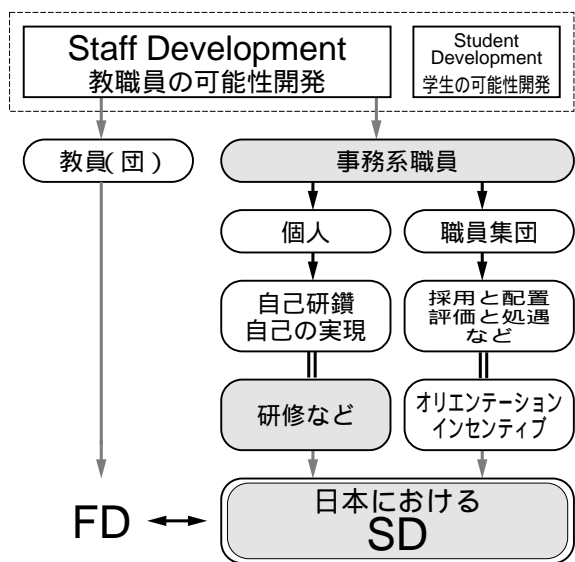 Staff Development
教職員の可能性開発
Student
Development
学生の可能性開発
教員(団)
事務系職員
個人
職員集団
自己研鑽
自己の実現
採用と配置
評価と処遇
など
研修など
オリエンテーション
インセンティブ
FD
日本における
SD